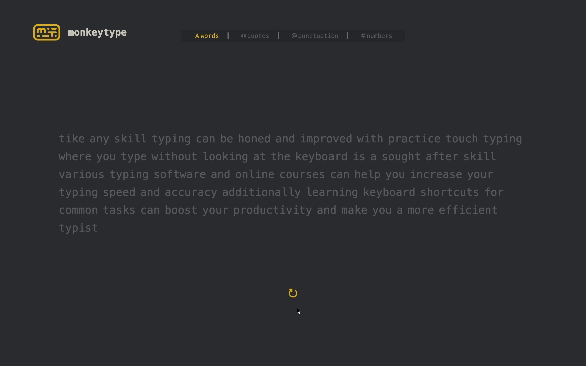 monkeytype
A words | quotes | @punctuation | # numbers
tike any skill typing can be honed and improved with practice touch typing
where you type without looking at the keyboard is a sought after skill
various typing software and online courses can help you increase your
typing speed and accuracy additionally learning keyboard shortcuts for
common tasks can boost your productivity and make you a more efficient
typist